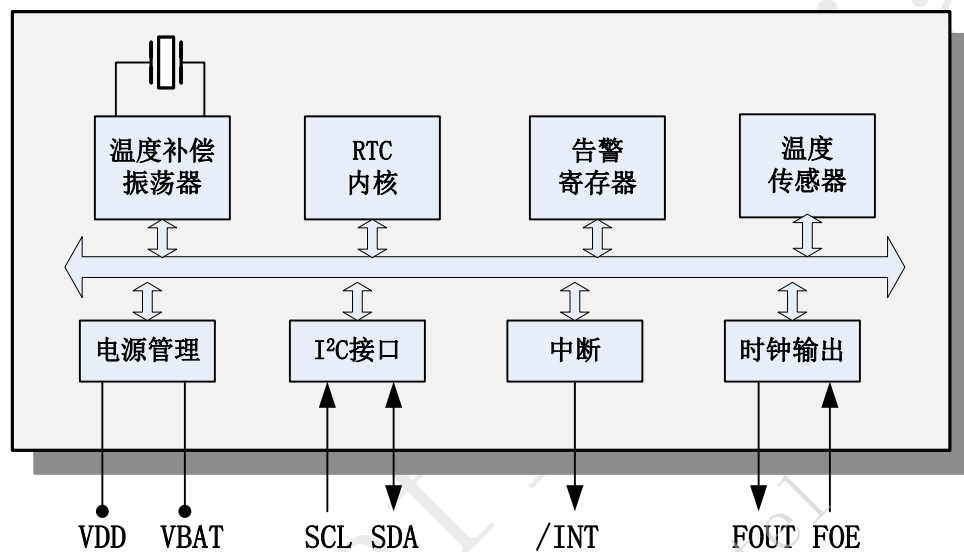 温度补偿
振荡器
RTC
内核
告警
寄存器
温度
传感器
电源管理
I²C接口
中断
时钟输出
VDD VBAT SCL SDA /INT FOUT FOE